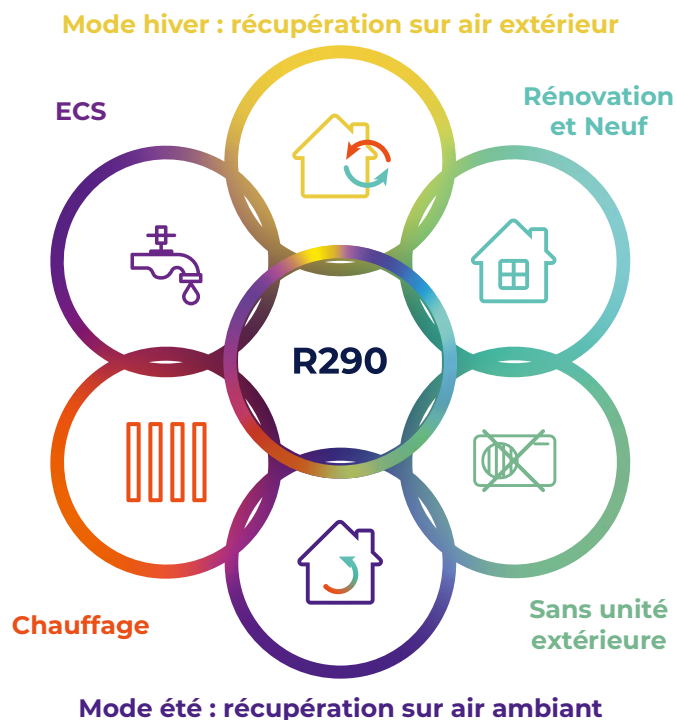 Mode hiver : récupération sur air extérieur
ECS
Rénovation
et Neuf
R290
Chauffage
Sans unité
extérieure
Mode été : récupération sur air ambiant